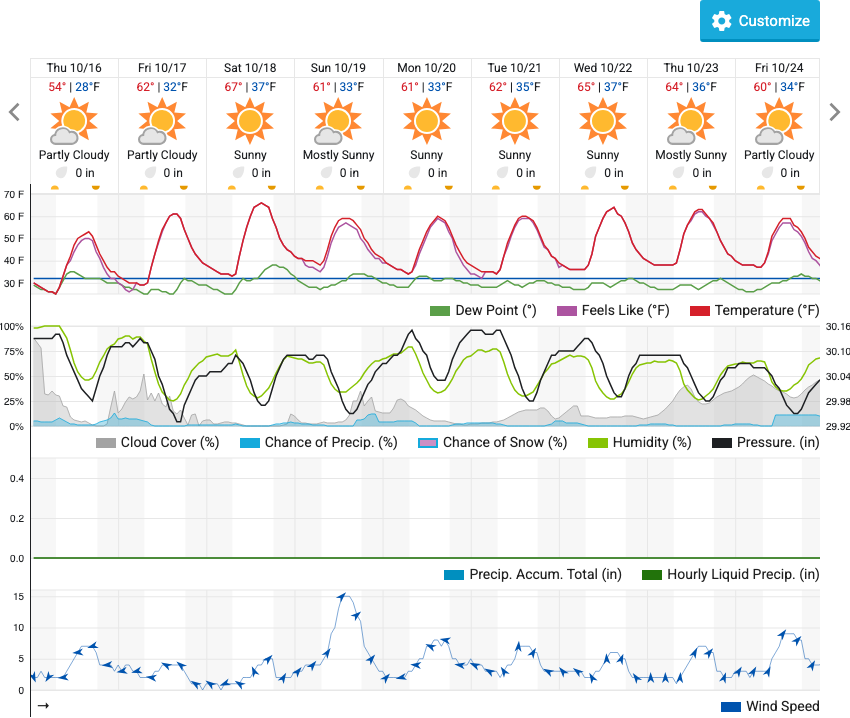 Customize
Thu 10/16 Fri 10/17 Sat 10/18 Sun 10/19 Mon 10/20 Tue 10/21 Wed 10/22 Thu 10/23 Fri 10/24
54° | 28°F 62° | 32°F 67° | 37°F 61° | 33°F 61° | 33°F 62° | 35°F 65° | 37°F 64° | 36°F 60° | 34°F
Partly Cloudy Partly Cloudy Sunny Mostly Sunny Sunny Sunny Sunny Mostly Sunny Partly Cloudy
0 in 0 in 0 in 0 in 0 in 0 in 0 in 0 in 0 in
70 F
60 F
50 F
40 F
30 F
Dew Point (°) Feels Like (°F) Temperature (°F)
100% 30.16
75% 30.10
50% 30.04
25% 29.98
0% 29.92
Cloud Cover (%) Chance of Precip. (%) Chance of Snow (%) Humidity (%) Pressure. (in)
0.4
0.2
0.0
Precip. Accum. Total (in) Hourly Liquid Precip. (in)
15
10
5
0
Wind Speed